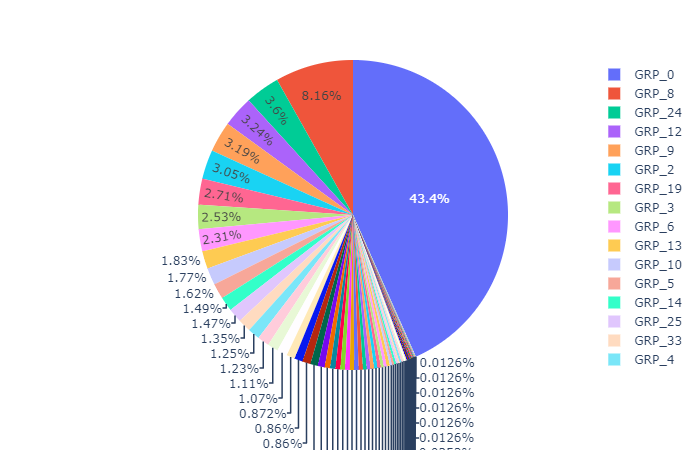 8.16%
3.6%
3.24%
3.19%
3.05%
2.71%
2.53%
2.31%
1.83%
1.77%
1.62%
1.49%
1.47%
1.35%
1.25%
1.23%
1.11%
1.07%
0.872%
0.86%
0.86%
43.4%
0.0126%
0.0126%
0.0126%
0.0126%
0.0126%
0.0126%
GRP_0
GRP_8
GRP_24
GRP_12
GRP_9
GRP_2
GRP_19
GRP_3
GRP_6
GRP_13
GRP_10
GRP_5
GRP_14
GRP_25
GRP_33
GRP_4